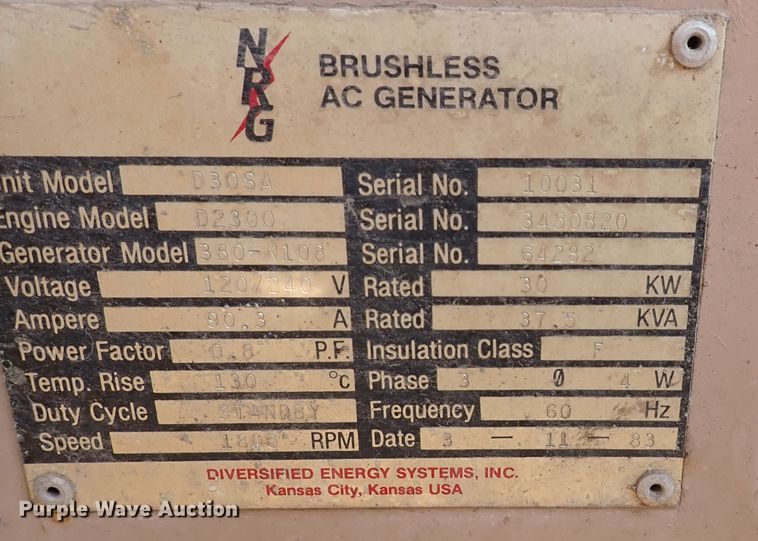 NRG
BRUSHLESS
AC GENERATOR
nit Model D30SA Serial No. 10031
Engine Model D2300 Serial No. 3450820
Generator Model 380-N108 Serial No. 64282
Voltage 120/240 V Rated 30 KW
Ampere 90.3 A Rated 37.5 KVA
Power Factor 0.8 P.F Insulation Class F
Temp. Rise 130 °C Phase 3 Ø 4 W
Duty Cycle STANDBY Frequency 60 Hz
Speed 1800 RPM Date 3 - 11 - 83
DIVERSIFIED ENERGY SYSTEMS, INC.
Kansas City, Kansas USA
Purple Wave Auction